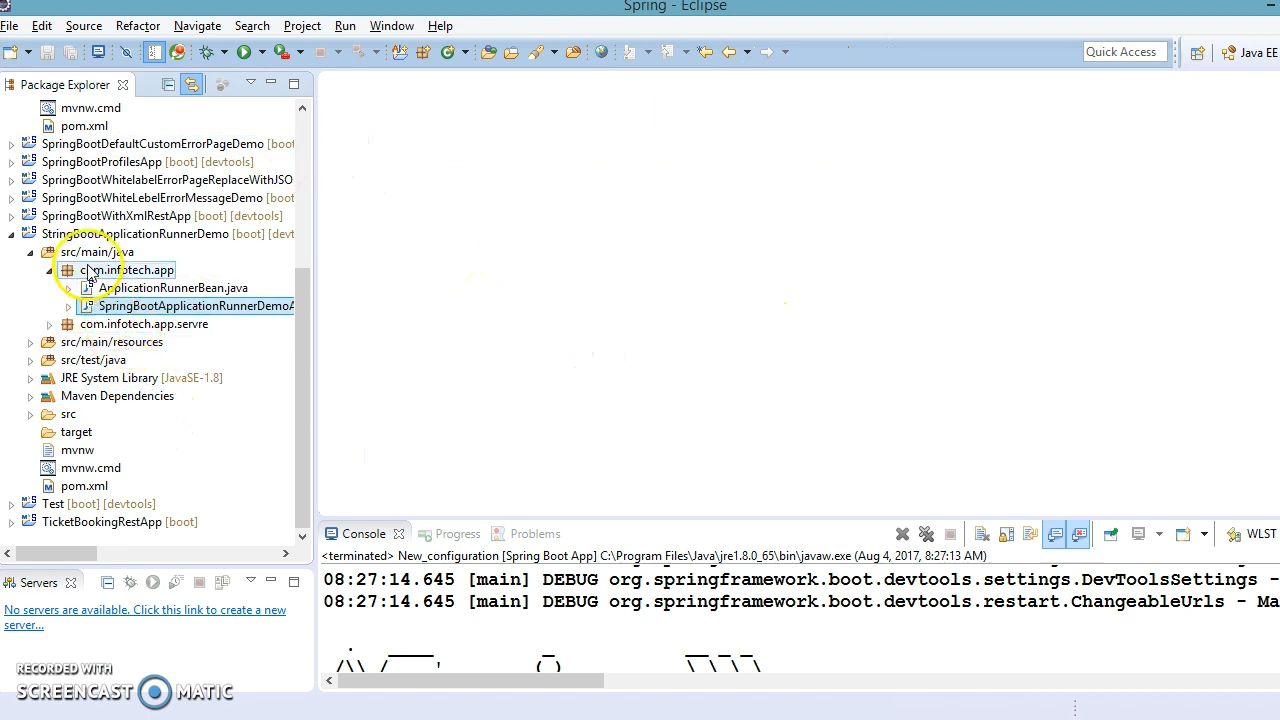 Spring - Eclipse
File Edit Source Refactor Navigate Search Project Run Window Help
Quick Access
Java EE
Package Explorer
mvnw.cmd
pom.xml
SpringBootDefaultCustomErrorPageDemo [boot
SpringBootProfilesApp [boot] [devtools]
SpringBootWhitelabelErrorPageReplaceWithJSO
SpringBootWhiteLebelErrorMessageDemo [boo
SpringBootWithXmlRestApp [boot] [devtools]
StringBootApplicationRunnerDemo [boot] [devt
src/main/java
com.infotech.app
ApplicationRunnerBean.java
SpringBootApplicationRunnerDemoA
com.infotech.app.servre
src/main/resources
src/test/java
JRE System Library [JavaSE-1.8]
Maven Dependencies
src
target
mvnw
mvnw.cmd
pom.xml
Test [boot] [devtools]
TicketBookingRestApp [boot]
Servers
No servers are available. Click this link to create a new
server...
Console Progress Problems
WLST
<terminated> New_configuration [Spring Boot App] C:\Program Files\Java\jre1.8.0_65\bin\javaw.exe (Aug 4, 2017, 8:27:13 AM)
08:27:14.645 [main] DEBUG org.springframework.boot.devtools.settings.DevToolsSettings -
08:27:14.645 [main] DEBUG org.springframework.boot.devtools.restart.ChangeableUrls - Ma
RECORDED WITH
SCREENCAST MATIC